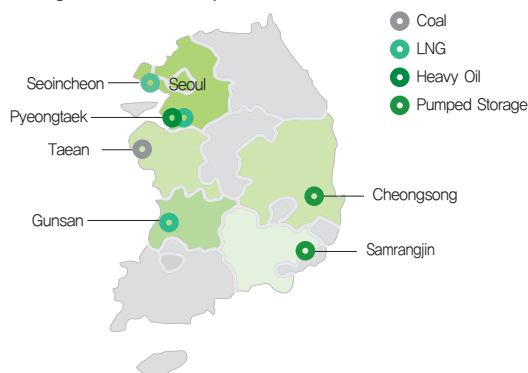 Coal
LNG
Heavy Oil
Pumped Storage
Seoincheon
Seoul
Pyeongtaek
Taean
Gunsan
Cheongsong
Samrangjin